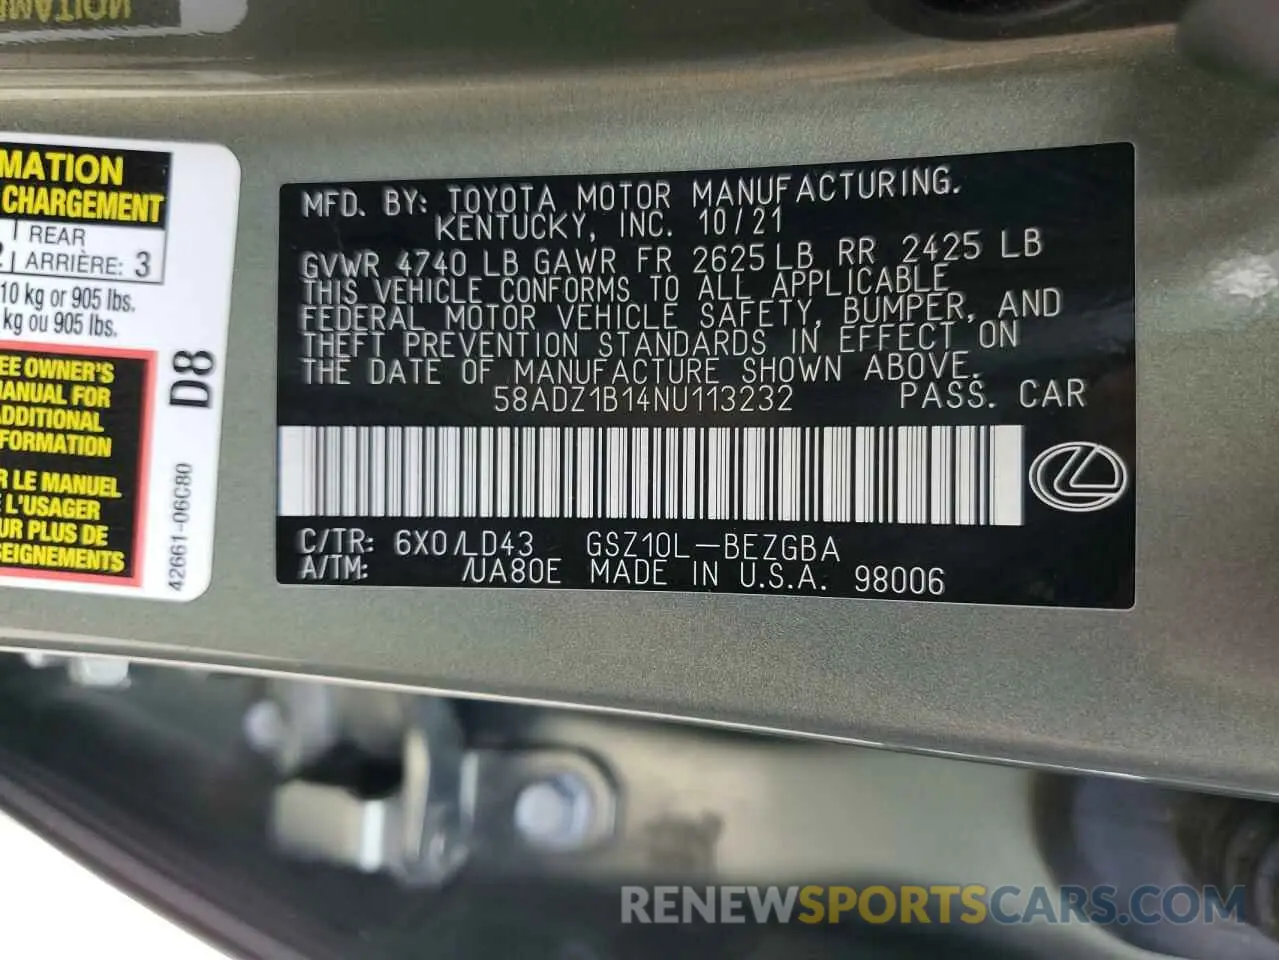 MATION
CHARGEMENT
REAR
ARRIÈRE: 3
10 kg or 905 lbs.
kg ou 905 lbs.
EE OWNER'S
MANUAL FOR
ADDITIONAL
FORMATION
R LE MANUEL
L'USAGER
UR PLUS DE
SEIGNEMENTS
D8
42661-06C80
MFD. BY: TOYOTA MOTOR MANUFACTURING.
KENTUCKY, INC. 10/21
GVWR 4740 LB GAWR FR 2625 LB RR 2425 LB
THIS VEHICLE CONFORMS TO ALL APPLICABLE
FEDERAL MOTOR VEHICLE SAFETY, BUMPER, AND
THEFT PREVENTION STANDARDS IN EFFECT ON
THE DATE OF MANUFACTURE SHOWN ABOVE.
58ADZ1B14NU113232 PASS. CAR
C/TR: 6X0/LD43 GSZ10L-BEZGBA
A/TM: /UA80E MADE IN U.S.A. 98006
RENEWSPORTSCARS.COM